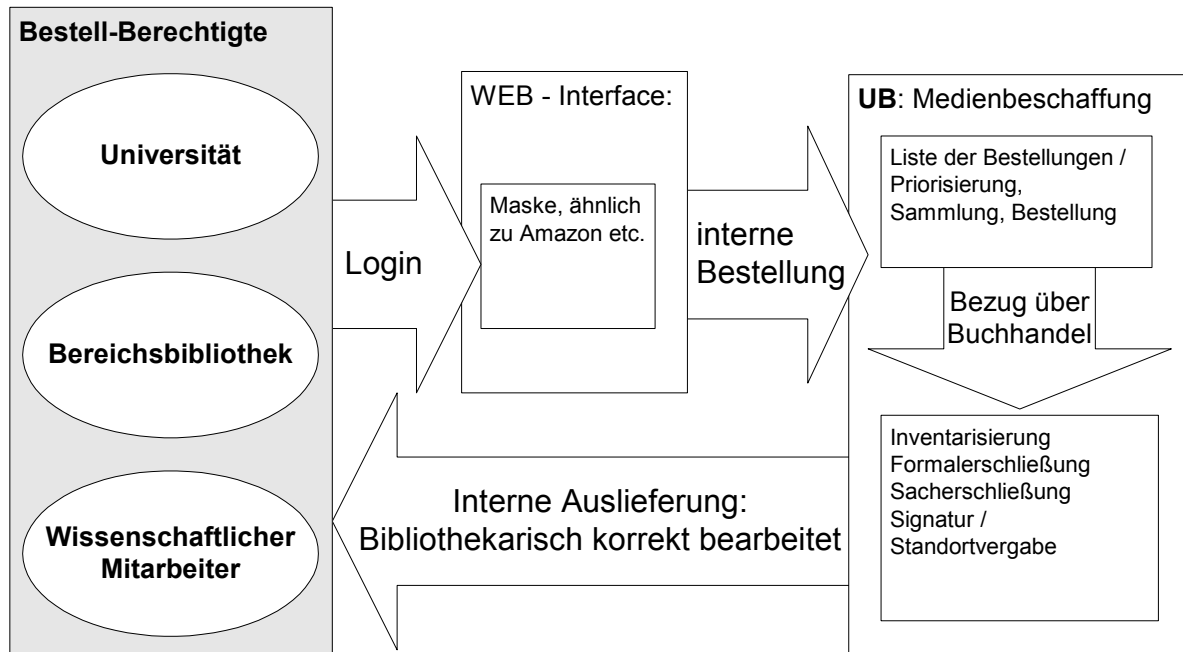 Bestell-Berechtigte
Universität
Bereichsbibliothek
Wissenschaftlicher
Mitarbeiter
Login
WEB - Interface:
Maske, ähnlich
zu Amazon etc.
interne
Bestellung
UB: Medienbeschaffung
Liste der Bestellungen /
Priorisierung,
Sammlung, Bestellung
Bezug über
Buchhandel
Inventarisierung
Formalerschließung
Sacherschließung
Signatur /
Standortvergabe
Interne Auslieferung:
Bibliothekarisch korrekt bearbeitet